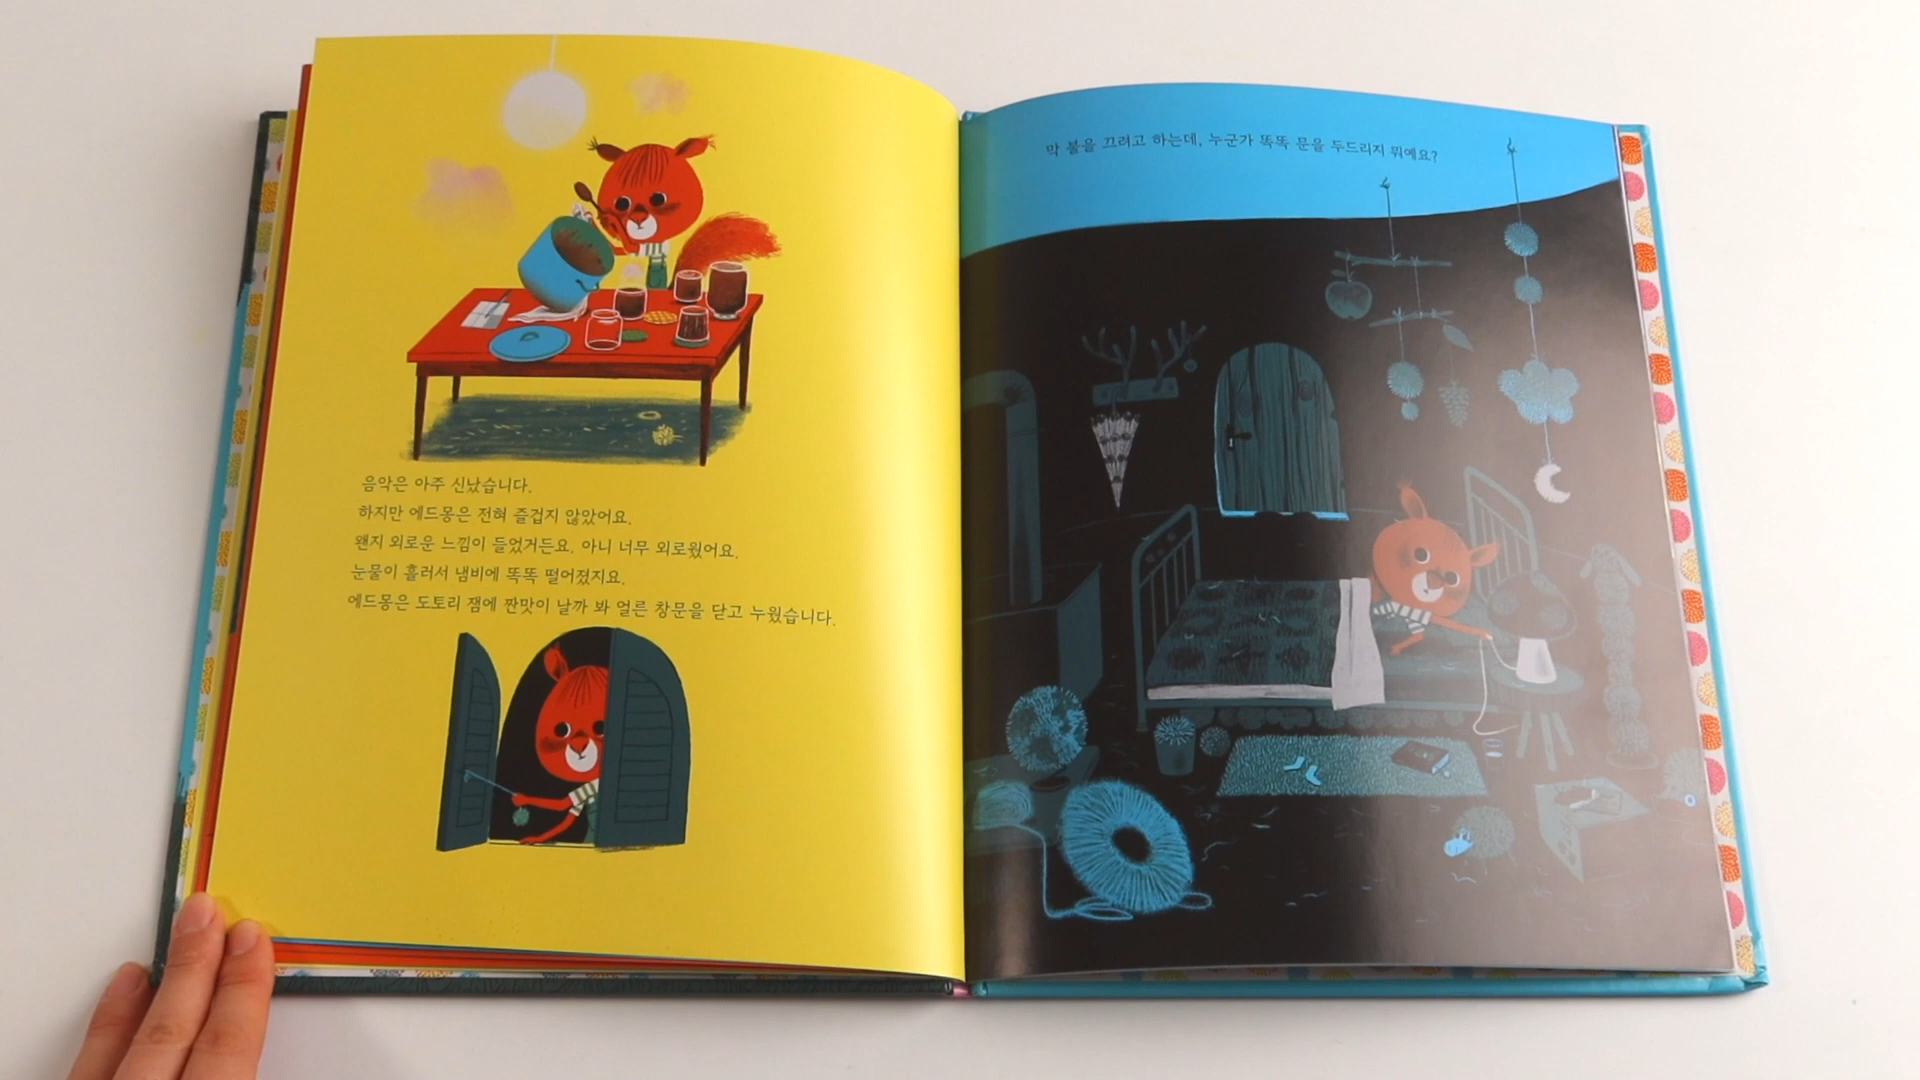 음악은 아주 신났습니다.
하지만 에드몽은 전혀 즐겁지 않았어요.
왠지 외로운 느낌이 들었거든요. 아니 너무 외로웠어요.
눈물이 흘러서 냄비에 똑똑 떨어졌지요.
에드몽은 도토리 잼에 짠맛이 날까 봐 얼른 창문을 닫고 누웠습니다.
막 불을 끄려고 하는데, 누군가 똑똑 문을 두드리지 뭐예요?